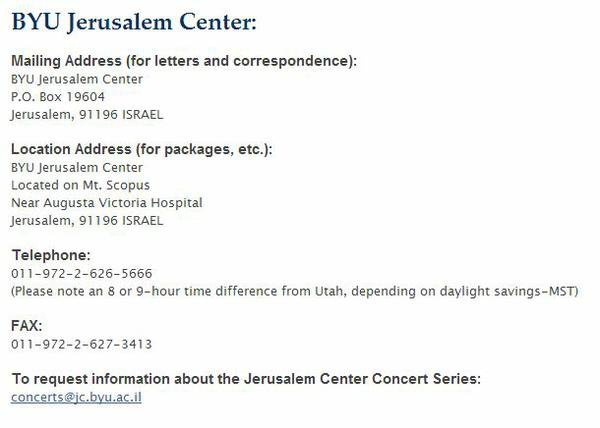 BYU Jerusalem Center:
Mailing Address (for letters and correspondence):
BYU Jerusalem Center
P.O. Box 19604
Jerusalem, 91196 ISRAEL
Location Address (for packages, etc.):
BYU Jerusalem Center
Located on Mt. Scopus
Near Augusta Victoria Hospital
Jerusalem, 91196 ISRAEL
Telephone:
011-972-2-626-5666
(Please note an 8 or 9-hour time difference from Utah, depending on daylight savings-MST)
FAX:
011-972-2-627-3413
To request information about the Jerusalem Center Concert Series:
concerts@jc.byu.ac.il